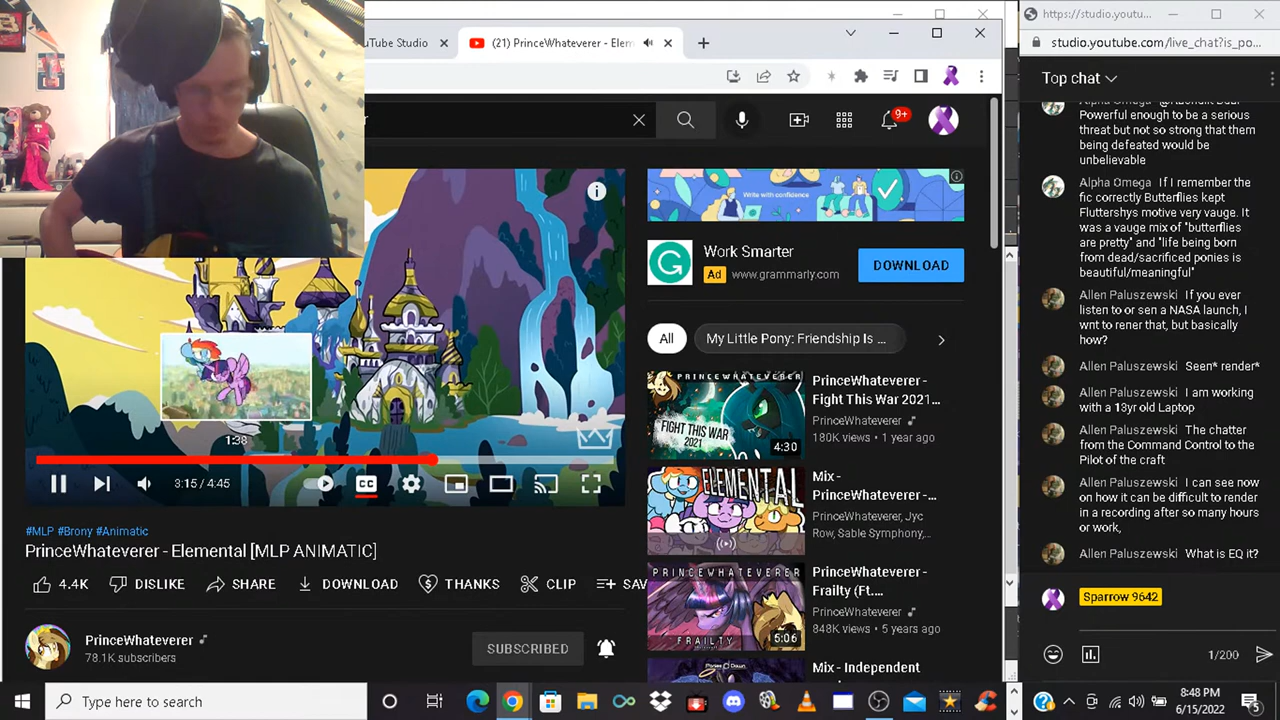 https://studio.youtu...
uTube Studio
(21) PrinceWhateverer - Elem
studio.youtube.com/live_chat?is_po...
Top chat
9+
Powerful enough to be a serious
threat but not so strong that them
being defeated would be
unbelievable
Alpha Omega If I remember the
fic correctly Butterflies kept
Fluttershys motive very vauge. It
was a vauge mix of "butterflies
are pretty" and "life being born
from dead/sacrificed ponies is
beautiful/meaningful"
Allen Paluszewski If you ever
listen to or sen a NASA launch, I
wnt to rener that, but basically
how?
Allen Paluszewski Seen* render*
Allen Paluszewski I am working
with a 13yr old Laptop
Allen Paluszewski The chatter
from the Command Control to the
Pilot of the craft
Allen Paluszewski I can see now
on how it can be difficult to render
in a recording after so many hours
or work,
Allen Paluszewski What is EQ it?
Sparrow 9642
1/200
Write with confidence
Work Smarter
Ad www.grammarly.com
DOWNLOAD
All
My Little Pony: Friendship Is ...
PRINCEWHATEVERER
FIGHT THIS WAR
2021
4:30
PrinceWhateverer -
Fight This War 2021...
PrinceWhateverer
180K views • 1 year ago
ELEMENTAL
Mix -
PrinceWhateverer -...
PrinceWhateverer, Jyc
Row, Sable Symphony,...
PRINCEWHATEVERER
FRAILTY
5:06
PrinceWhateverer -
Frailty (Ft....
PrinceWhateverer
848K views • 5 years ago
Mix - Independent
1:38
3:15 / 4:45
CC
#MLP #Brony #Animatic
PrinceWhateverer - Elemental [MLP ANIMATIC]
4.4K DISLIKE SHARE DOWNLOAD THANKS CLIP SAV
PrinceWhateverer
78.1K subscribers
SUBSCRIBED
Type here to search
8:48 PM
6/15/2022
5